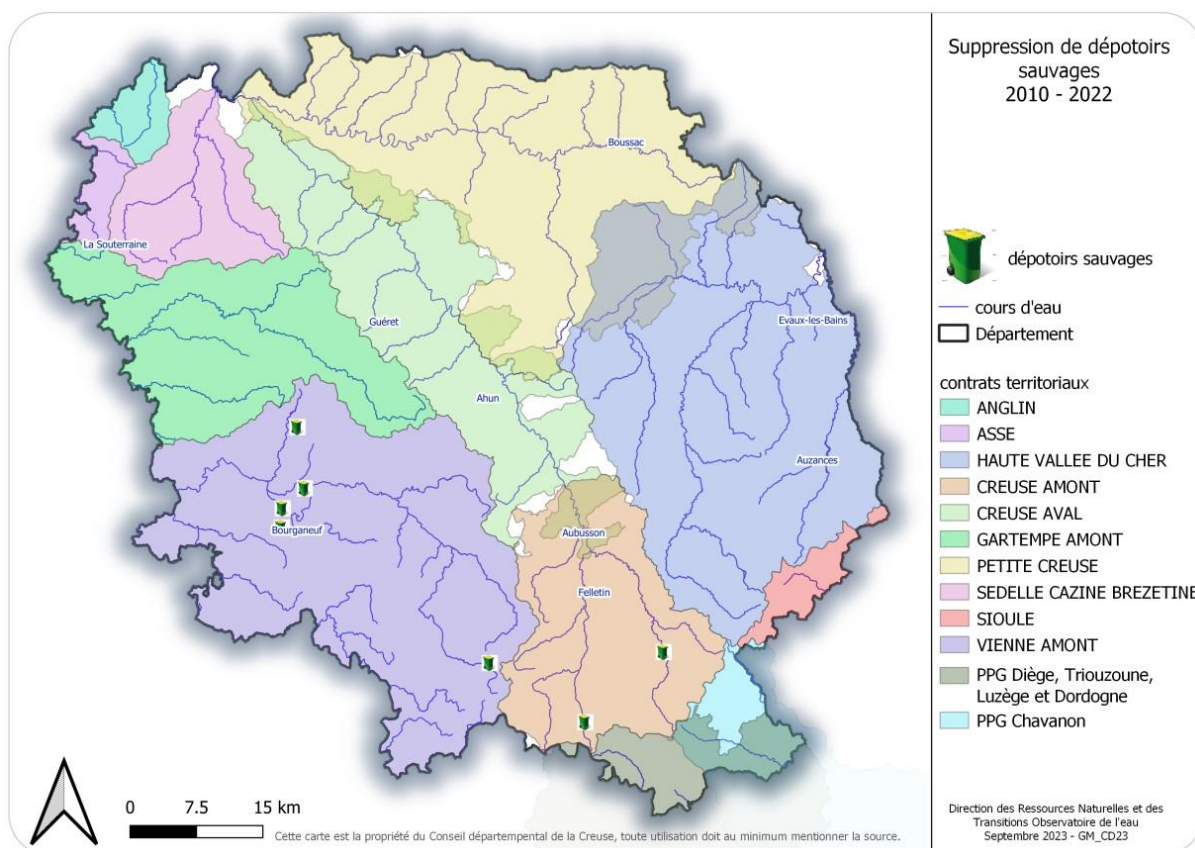 Suppression de dépotoirs
sauvages
2010 - 2022
dépotoirs sauvages
cours d'eau
Département
contrats territoriaux
ANGLIN
ASSE
HAUTE VALLEE DU CHER
CREUSE AMONT
CREUSE AVAL
GARTEMPE AMONT
PETITE CREUSE
SEDELLE CAZINE BREZETINE
SIOULE
VIENNE AMONT
PPG Diège, Triouzoune,
Luzège et Dordogne
PPG Chavanon
Direction des Ressources Naturelles et des
Transitions Observatoire de l'eau
Septembre 2023 - GM_CD23
Boussac
La Souterraine
Guéret
Evaux-les-Bains
Ahun
Auzances
Bourganeuf
Aubusson
Felletin
0 7.5 15 km
Cette carte est la propriété du Conseil départempental de la Creuse, toute utilisation doit au minimum mentionner la source.